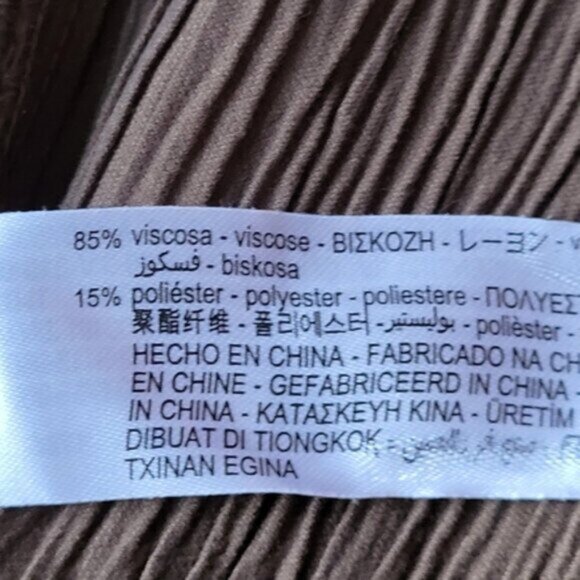 85% viscosa - viscose - ΒΙΣΚΟΖΗ - レーヨン -
فسكوز - biskosa
15% poliéster - polyester - poliestere - ΠΟΛΥΕΣ
聚酯纤维 - 폴리에스터 - بوليستير - polièster -
HECHO EN CHINA - FABRICADO NA CH
EN CHINE - GEFABRICEERD IN CHINA -
IN CHINA - ΚΑΤΑΣΚΕΥΗ ΚΙΝΑ - ÜRETİM
DIBUAT DI TIONGKOK -
TXINAN EGINA